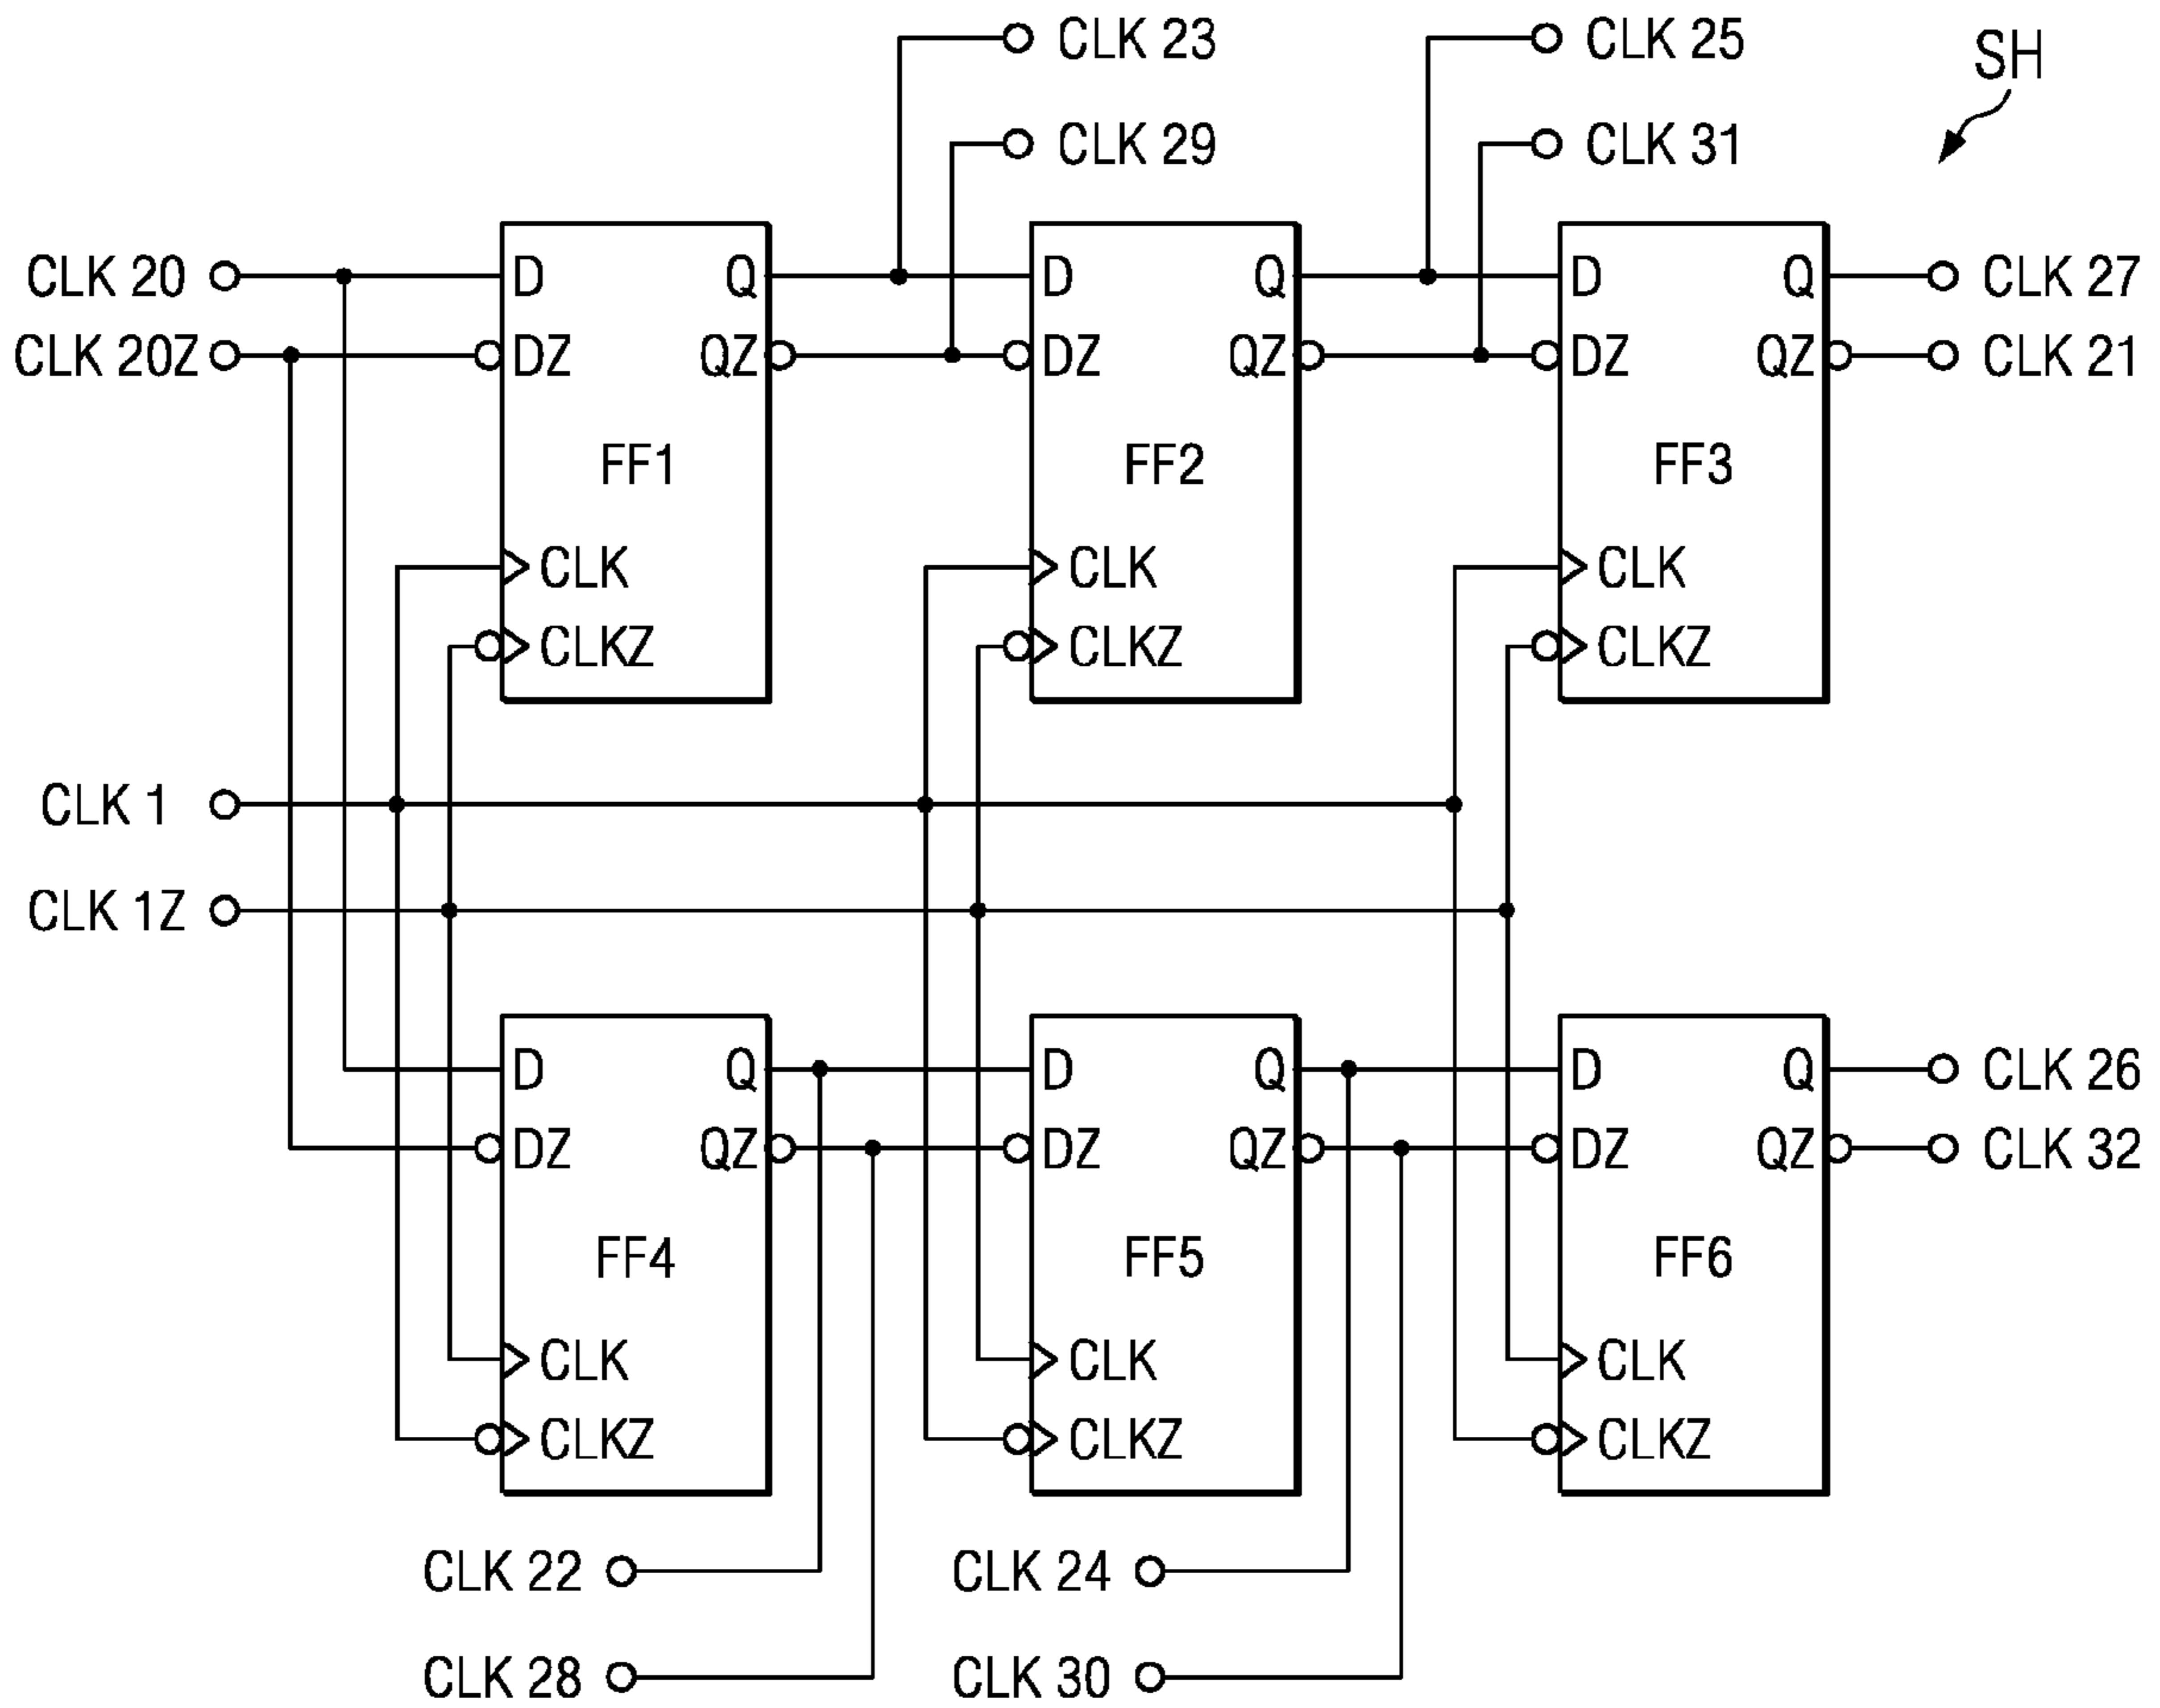 CLK 23
CLK 25
SH
CLK 29
CLK 31
CLK 20
D
Q
D
Q
D
Q
CLK 27
CLK 20Z
DZ
QZ
DZ
QZ
DZ
QZ
CLK 21
FF1
FF2
FF3
CLK
CLK
CLK
CLKZ
CLKZ
CLKZ
CLK 1
CLK 1Z
D
Q
D
Q
D
Q
CLK 26
DZ
QZ
DZ
QZ
DZ
QZ
CLK 32
FF4
FF5
FF6
CLK
CLK
CLK
CLKZ
CLKZ
CLKZ
CLK 22
CLK 24
CLK 28
CLK 30